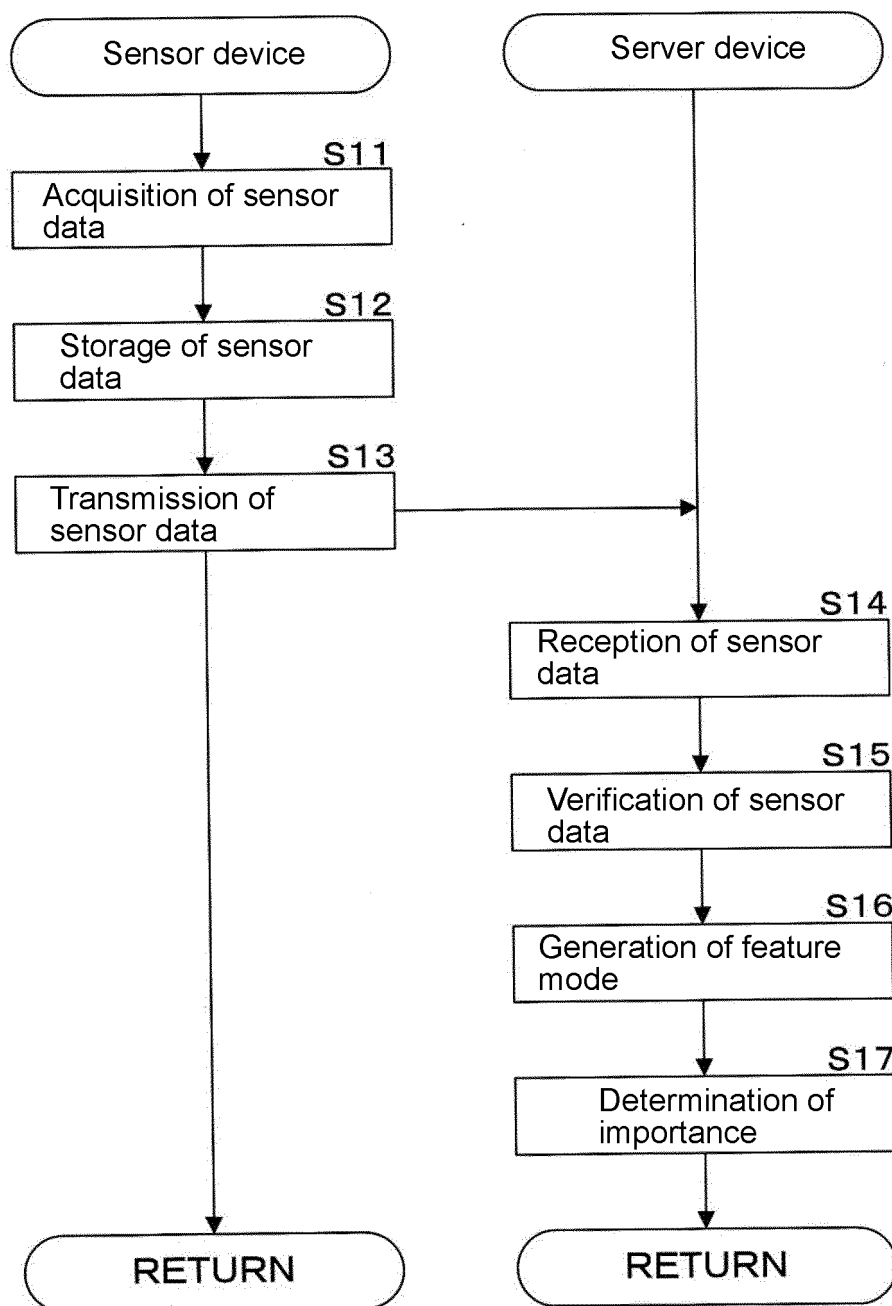 Sensor device
Server device
S11
Acquisition of sensor
data
S12
Storage of sensor
data
S13
Transmission of
sensor data
S14
Reception of sensor
data
S15
Verification of sensor
data
S16
Generation of feature
mode
S17
Determination of
importance
RETURN
RETURN